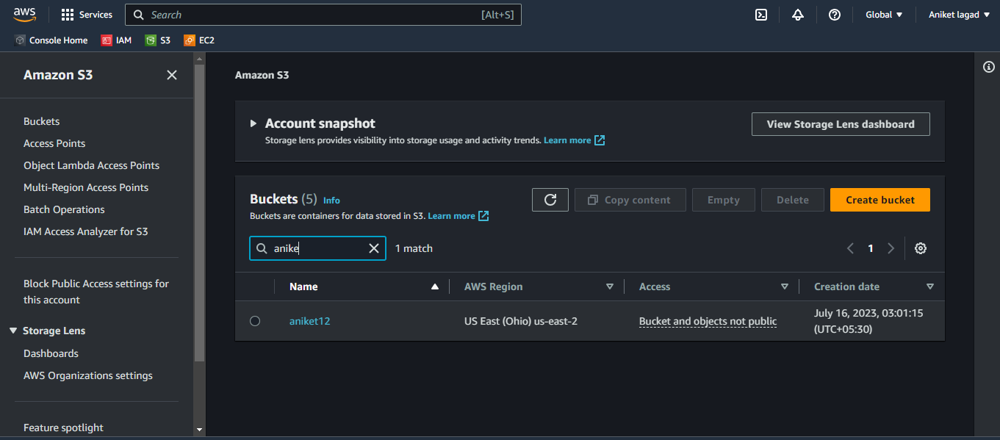 aws
Services
Search
[Alt+S]
Global
Aniket lagad
Console Home
IAM
S3
EC2
Amazon S3
Buckets
Access Points
Object Lambda Access Points
Multi-Region Access Points
Batch Operations
IAM Access Analyzer for S3
Block Public Access settings for
this account
Storage Lens
Dashboards
AWS Organizations settings
Feature spotlight
Amazon S3
Account snapshot
Storage lens provides visibility into storage usage and activity trends. Learn more
View Storage Lens dashboard
Buckets (5) Info
Buckets are containers for data stored in S3. Learn more
Copy content
Empty
Delete
Create bucket
anike
1 match
1
Name
AWS Region
Access
Creation date
aniket12
US East (Ohio) us-east-2
Bucket and objects not public
July 16, 2023, 03:01:15
(UTC+05:30)